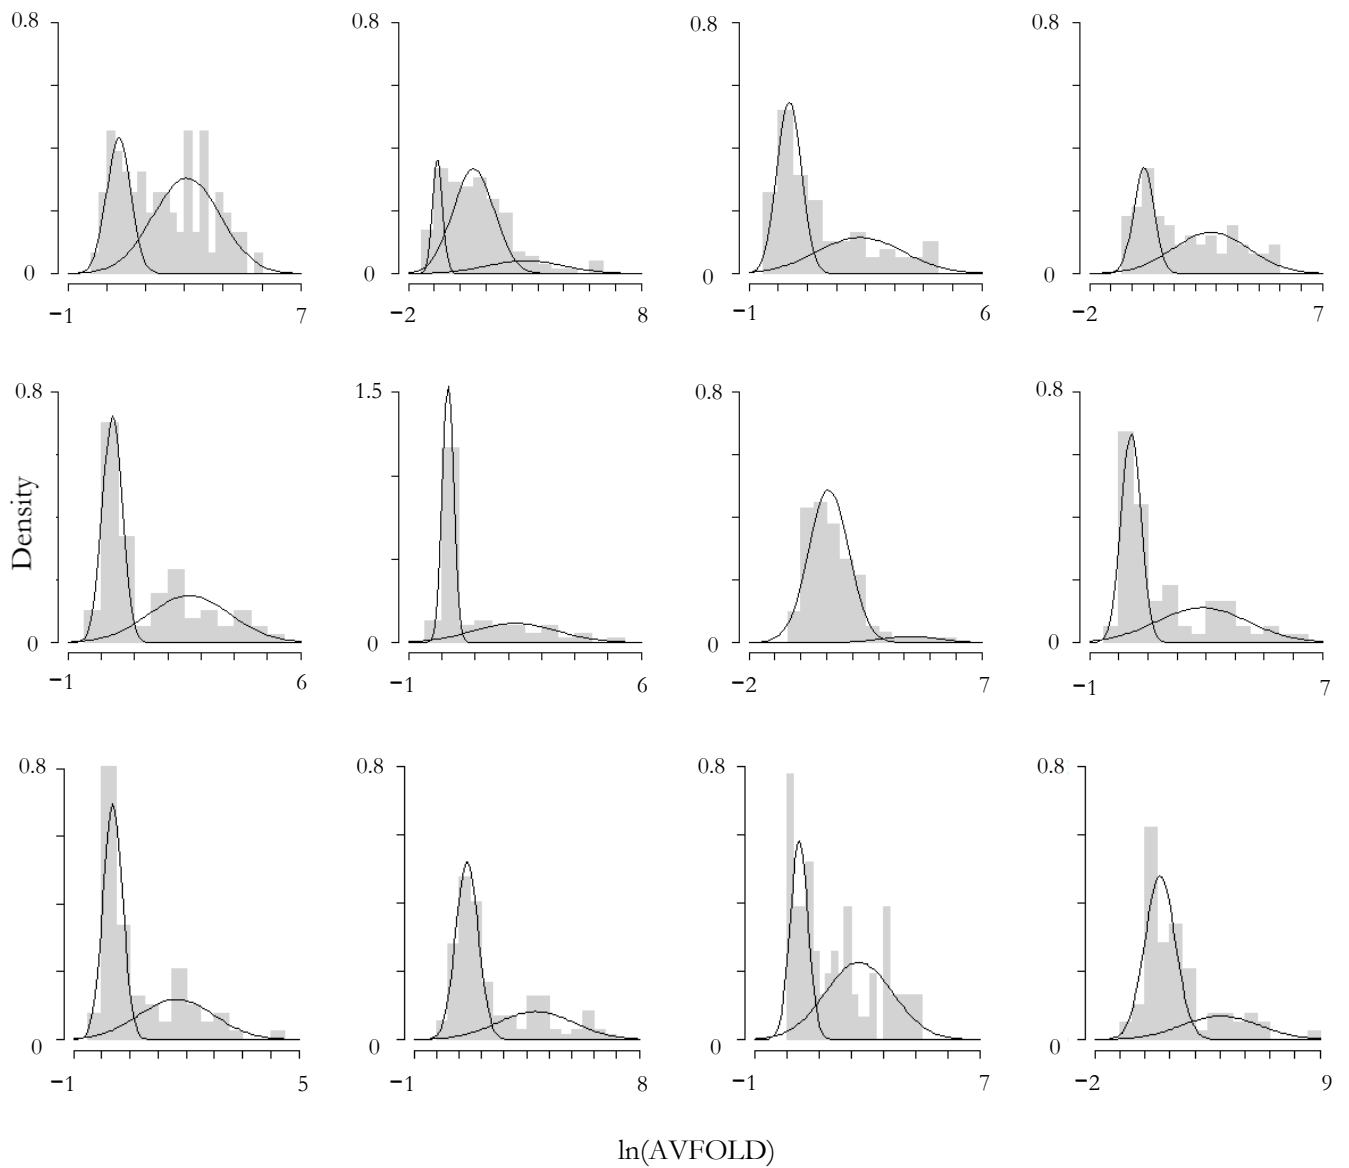 0.8 0.8 0.8 0.8
0 0 0 0
−1 7 −2 8 −1 6 −2 7
0.8 1.5 0.8 0.8
Density
0 0 0 0
−1 6 −1 6 −2 7 −1 7
0.8 0.8 0.8 0.8
0 0 0 0
−1 5 −1 8 −1 7 −2 9
ln(AVFOLD)